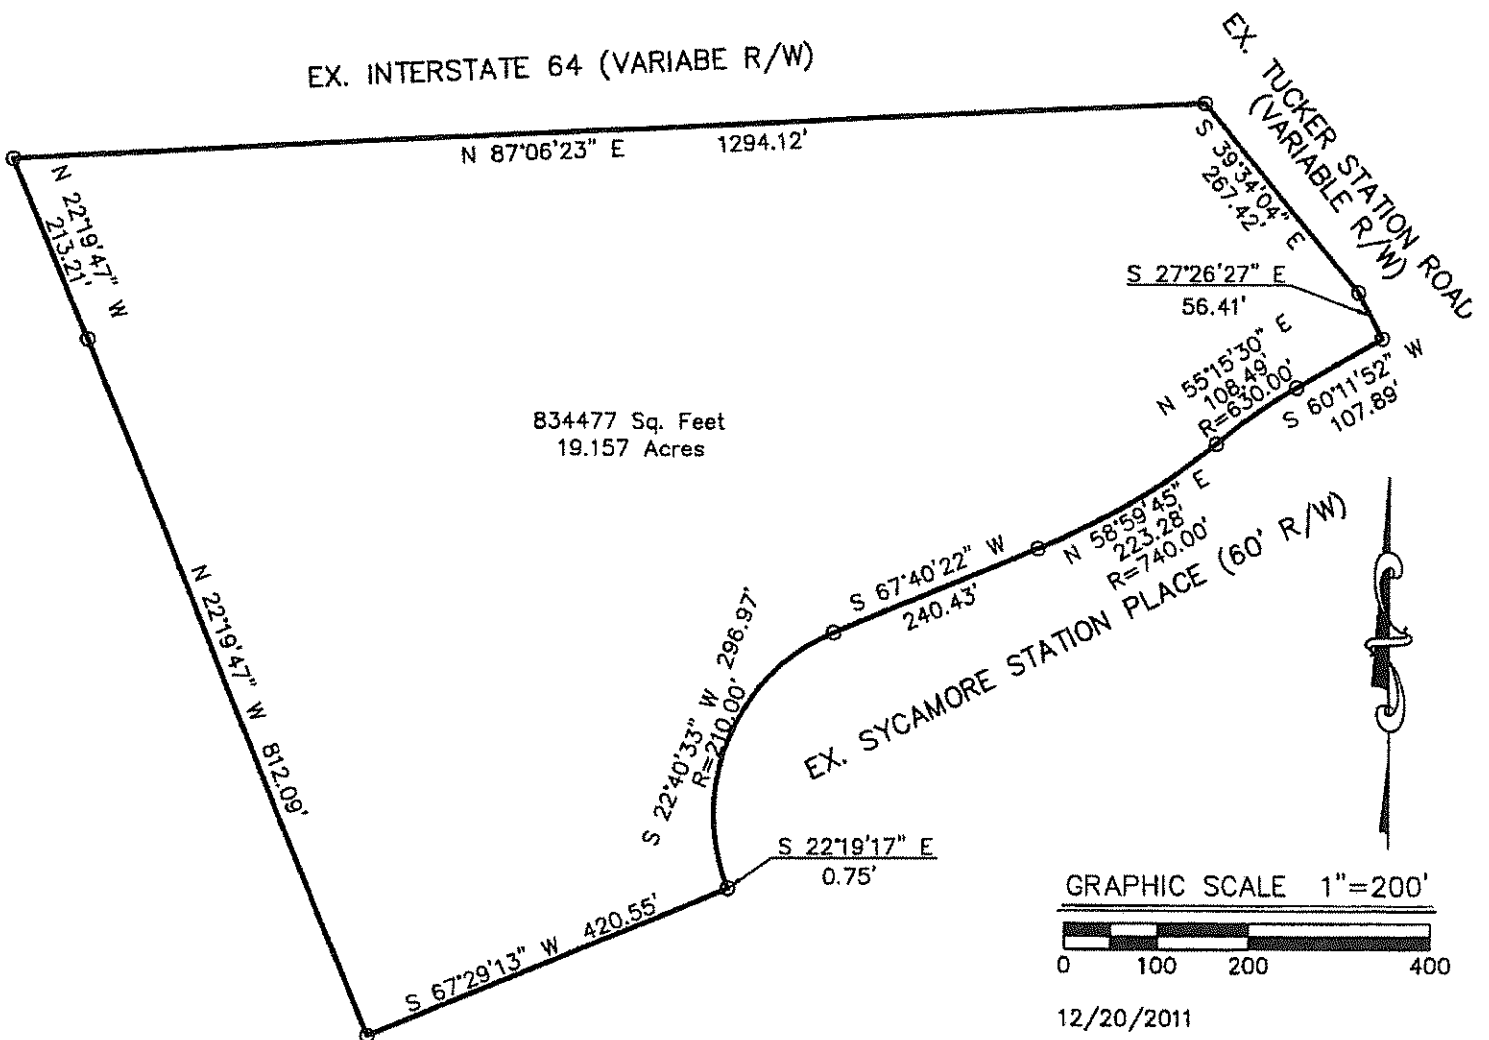 EX. INTERSTATE 64 (VARIABE R/W)
EX. TUCKER STATION ROAD
(VARIABLE R/W)
N 87°06'23" E 1294.12'
N 22°19'47" W
213.21'
S 39°34'04" E
267.42'
S 27°26'27" E
56.41'
N 55°15'30" E
108.49'
R=630.00'
S 60°11'52" W
107.89'
834477 Sq. Feet
19.157 Acres
N 58°59'45" E
223.28'
R=740.00'
S 67°40'22" W
240.43'
EX. SYCAMORE STATION PLACE (60' R/W)
N 22°19'47" W 812.09'
S 22°40'33" W 296.97'
R=210.00'
S 22°19'17" E
0.75'
S 67°29'13" W 420.55'
GRAPHIC SCALE 1"=200'
0 100 200 400
12/20/2011